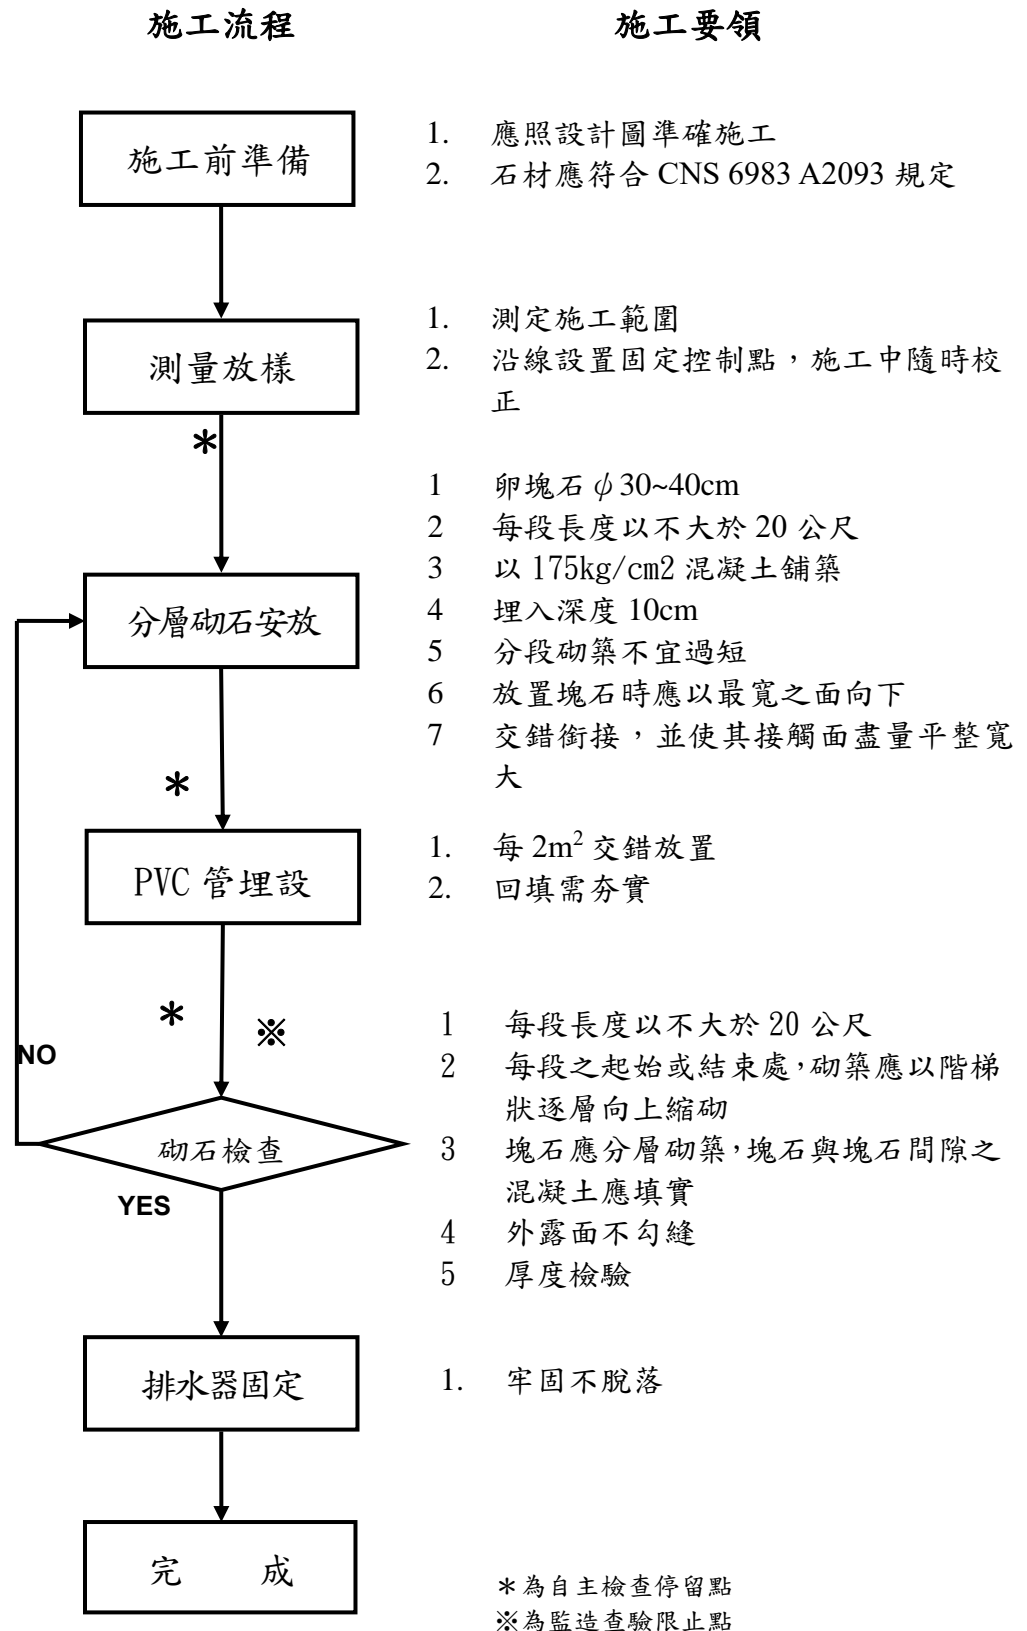 施工流程
施工要領
施工前準備
1. 應照設計圖準確施工
2. 石材應符合 CNS 6983 A2093 規定
測量放樣
1. 測定施工範圍
2. 沿線設置固定控制點，施工中隨時校
正
＊
分層砌石安放
1 卵塊石ψ30~40cm
2 每段長度以不大於 20 公尺
3 以 175kg/cm2 混凝土舖築
4 埋入深度 10cm
5 分段砌築不宜過短
6 放置塊石時應以最寬之面向下
7 交錯銜接，並使其接觸面盡量平整寬
大
＊
PVC 管埋設
1. 每 2m² 交錯放置
2. 回填需夯實
＊ ※
NO
砌石檢查
YES
1 每段長度以不大於 20 公尺
2 每段之起始或結束處，砌築應以階梯
狀逐層向上縮砌
3 塊石應分層砌築，塊石與塊石間隙之
混凝土應填實
4 外露面不勾縫
5 厚度檢驗
排水器固定
1. 牢固不脫落
完 成
＊為自主檢查停留點
※為監造查驗限止點